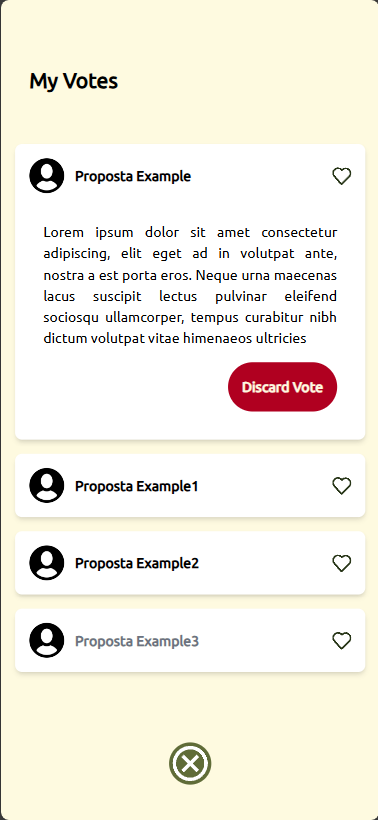 My Votes
Proposta Example
Lorem ipsum dolor sit amet consectetur
adipiscing, elit eget ad in volutpat ante,
nostra a est porta eros. Neque urna maecenas
lacus suscipit lectus pulvinar eleifend
sociosqu ullamcorper, tempus curabitur nibh
dictum volutpat vitae himenaeos ultricies
Discard Vote
Proposta Example1
Proposta Example2
Proposta Example3